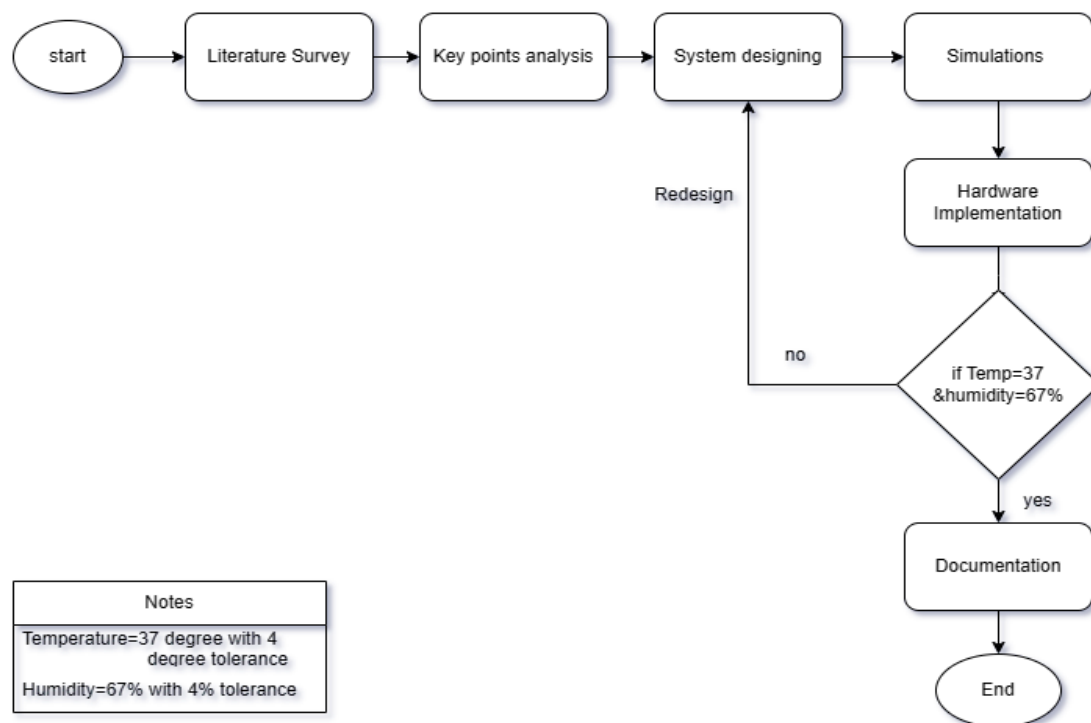 start
Literature Survey
Key points analysis
System designing
Simulations
Redesign
Hardware
Implementation
no
if Temp=37
&humidity=67%
yes
Documentation
Notes
Temperature=37 degree with 4
degree tolerance
Humidity=67% with 4% tolerance
End